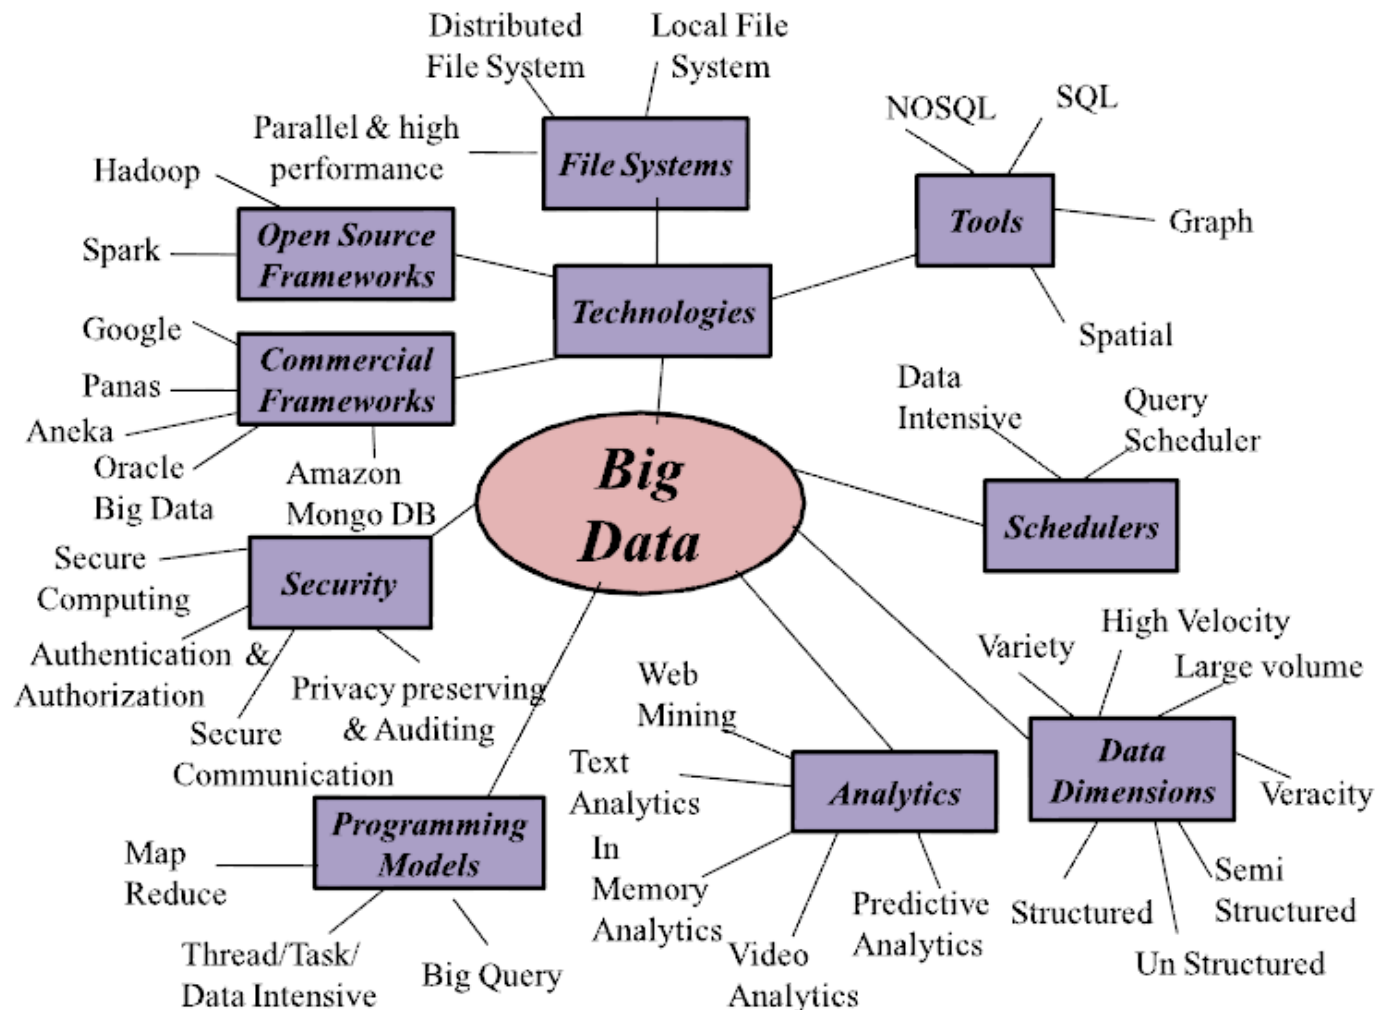 Distributed
File System
Local File
System
Parallel & high
performance
File Systems
NOSQL
SQL
Tools
Graph
Spatial
Hadoop
Spark
Open Source
Frameworks
Technologies
Google
Panas
Aneka
Oracle
Big Data
Amazon
Mongo DB
Commercial
Frameworks
Data
Intensive
Query
Scheduler
Schedulers
Big
Data
Secure
Computing
Security
Authentication &
Authorization
Secure
Communication
Privacy preserving
& Auditing
Programming
Models
Map
Reduce
Thread/Task/
Data Intensive
Big Query
Web
Mining
Text
Analytics
In
Memory
Analytics
Video
Analytics
Predictive
Analytics
Analytics
Variety
High Velocity
Large volume
Data
Dimensions
Veracity
Structured
Semi
Structured
Un Structured